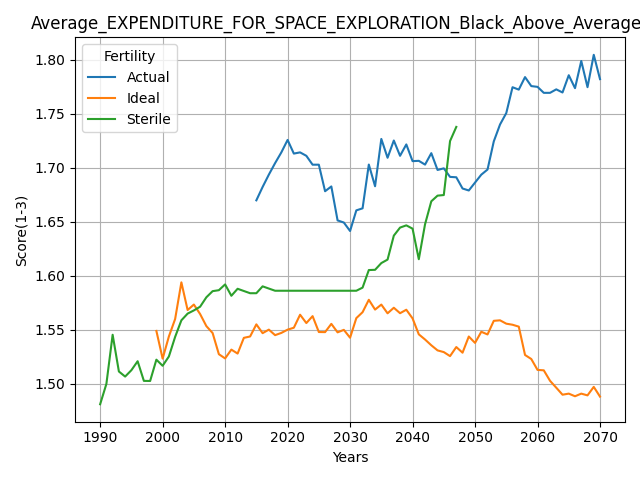 Average_EXPENDITURE_FOR_SPACE_EXPLORATION_Black_Above_Average
Fertility
Actual
Ideal
Sterile
Score(1-3)
1.80
1.75
1.70
1.65
1.60
1.55
1.50
1990 2000 2010 2020 2030 2040 2050 2060 2070
Years